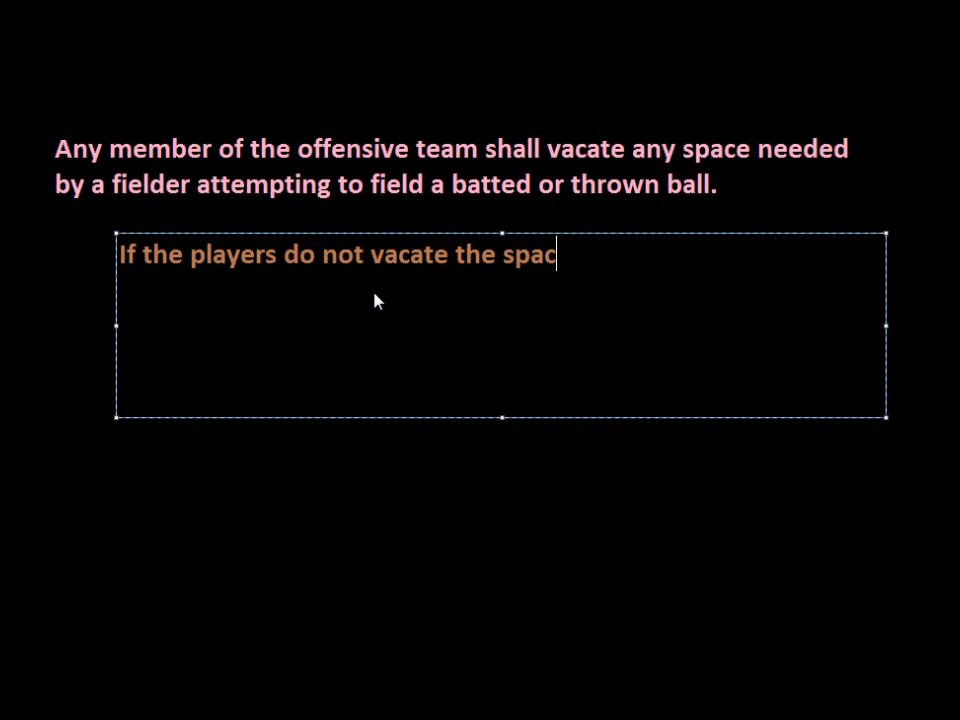 Any member of the offensive team shall vacate any space needed
by a fielder attempting to field a batted or thrown ball.
If the players do not vacate the spac